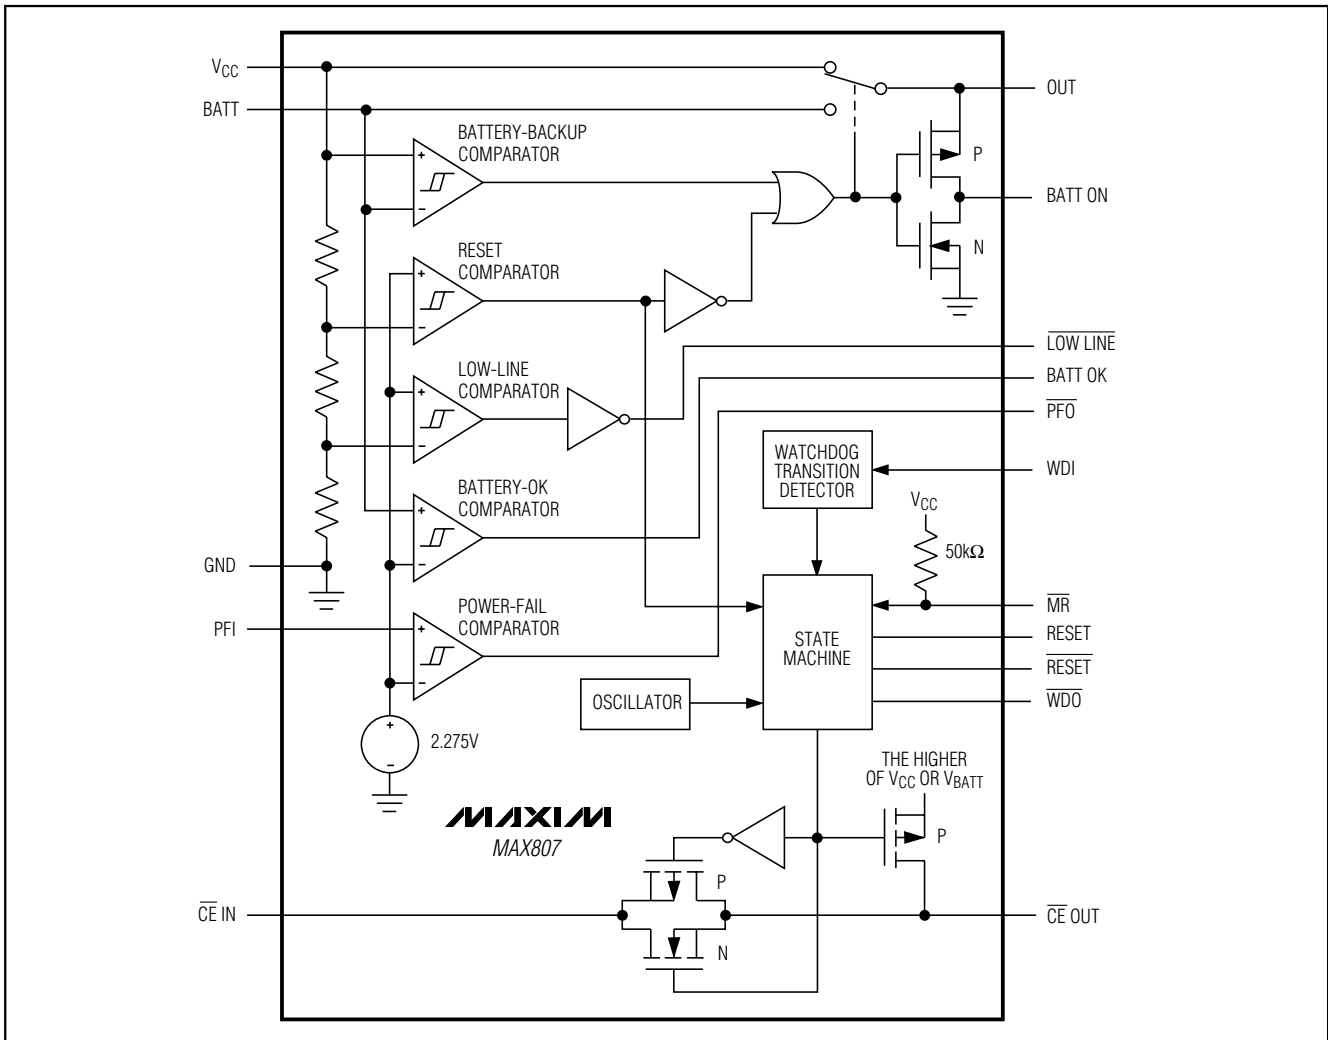 VCC
BATT
OUT
BATTERY-BACKUP
COMPARATOR
+
−
P
BATT ON
N
RESET
COMPARATOR
+
−
LOW LINE
BATT OK
PFO
LOW-LINE
COMPARATOR
+
−
WATCHDOG
TRANSITION
DETECTOR
WDI
VCC
50kΩ
BATTERY-OK
COMPARATOR
+
−
GND
MR
RESET
RESET
WDO
PFI
POWER-FAIL
COMPARATOR
+
−
STATE
MACHINE
OSCILLATOR
+
−
2.275V
THE HIGHER
OF VCC OR VBATT
P
MAXIM
MAX807
P
N
CE IN
CE OUT